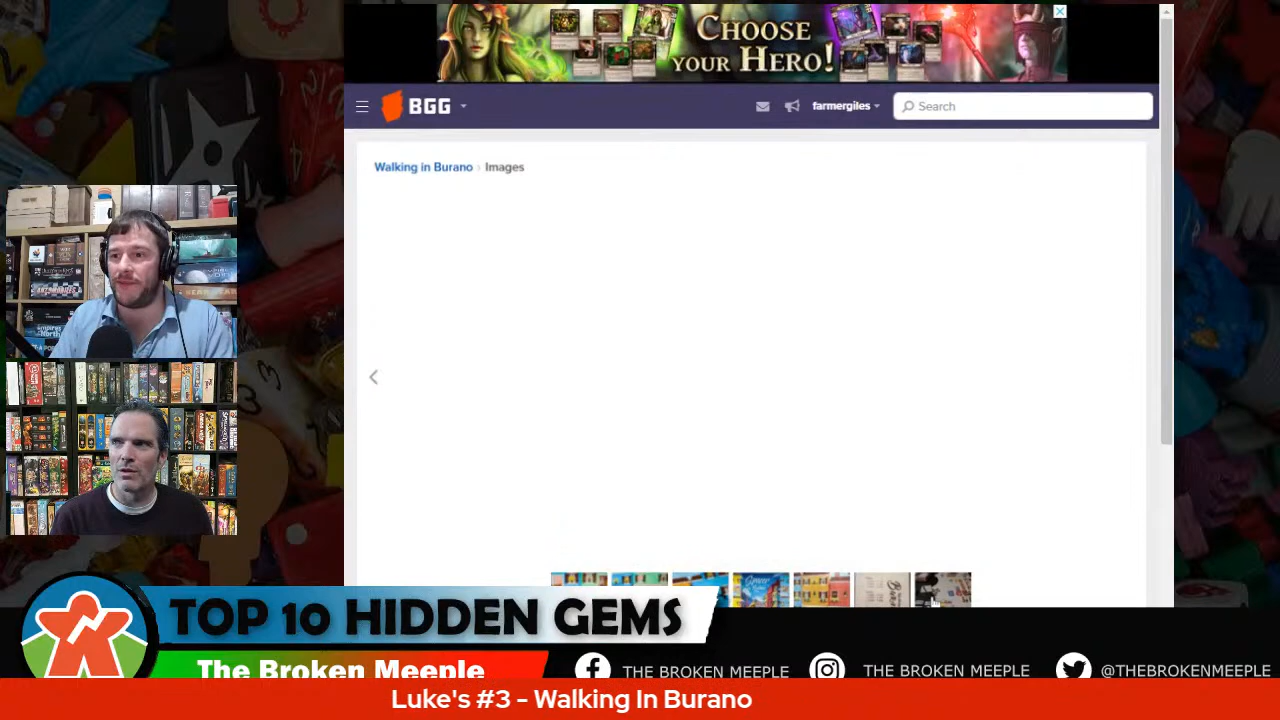 CHOOSE
YOUR HERO!
BGG
farmergiles
Search
Walking in Burano › Images
TOP 10 HIDDEN GEMS
The Broken Meeple
THE BROKEN MEEPLE
THE BROKEN MEEPLE
@THEBROKENMEEPLE
Luke's #3 - Walking In Burano